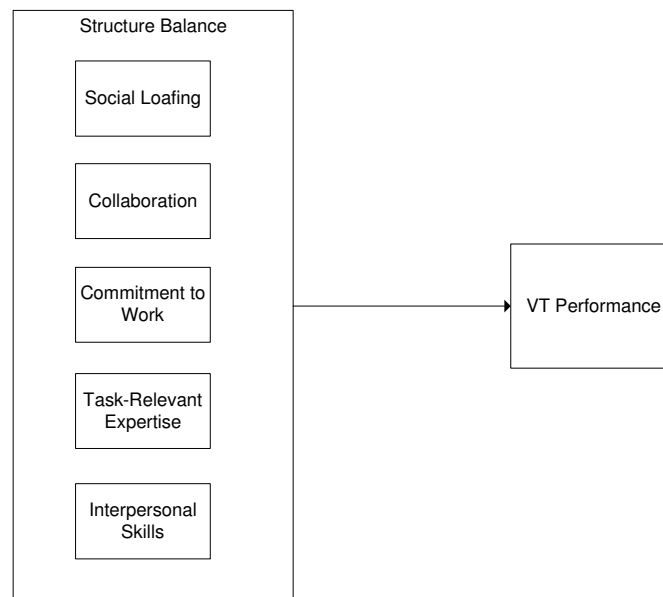 Structure Balance
Social Loafing
Collaboration
Commitment to
Work
Task-Relevant
Expertise
Interpersonal
Skills
VT Performance